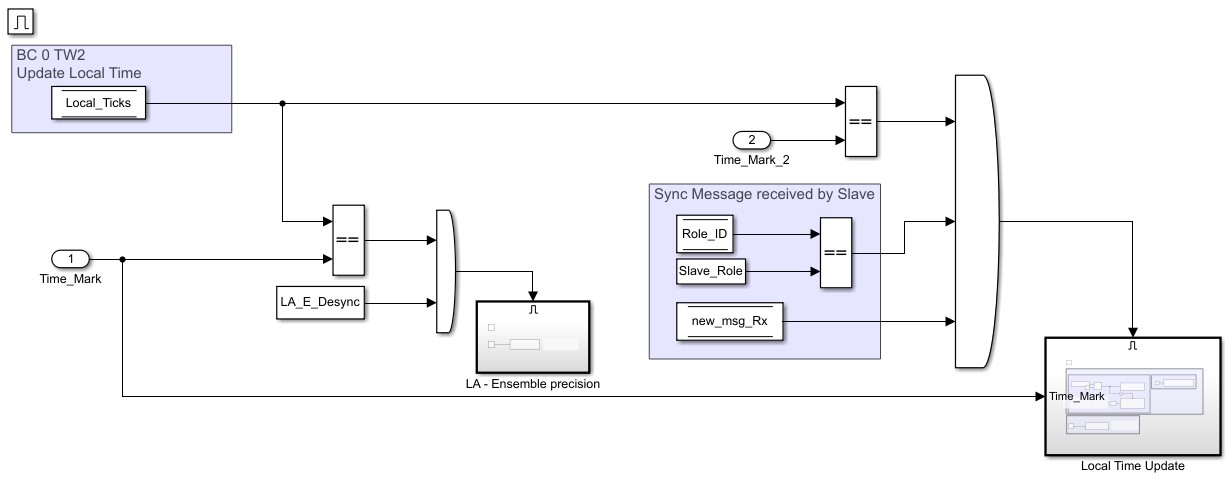 BC 0 TW2
Update Local Time
Local_Ticks
==
2
Time_Mark_2
Sync Message received by Slave
Role_ID
==
Slave_Role
new_msg_Rx
==
1
Time_Mark
LA_E_Desync
LA - Ensemble precision
Time_Mark
Local Time Update